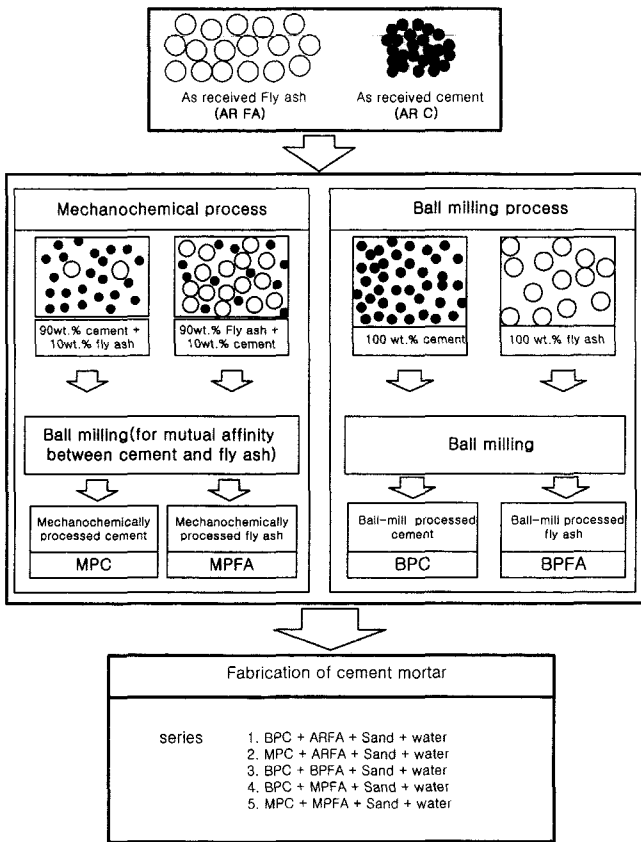 As received Fly ash
(AR FA)
As received cement
(AR C)
Mechanochemical process
90wt.% cement +
10wt.% fly ash
90wt.% Fly ash +
10wt.% cement
Ball milling(for mutual affinity
between cement and fly ash)
Mechanochemically
processed cement
MPC
Mechanochemically
processed fly ash
MPFA
Ball milling process
100 wt.% cement
100 wt.% fly ash
Ball milling
Ball-mill processed
cement
BPC
Ball-mill processed
fly ash
BPFA
Fabrication of cement mortar
series
1. BPC + ARFA + Sand + water
2. MPC + ARFA + Sand + water
3. BPC + BPFA + Sand + water
4. BPC + MPFA + Sand + water
5. MPC + MPFA + Sand + water